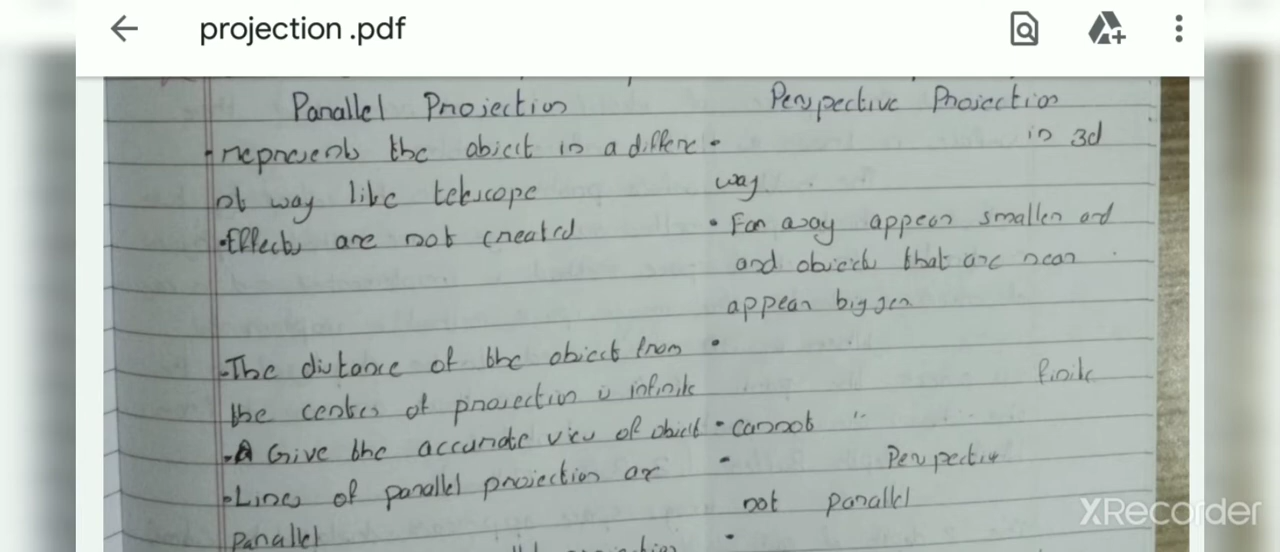 projection .pdf
Parallel Projection
Perspective Projection
represents the object in a differe
• in 3d
nt way like telescope
way
• Effects are not created
• Far away appear smaller and
and objects that are near
appear bigger
• The distance of the object from
•
the center of projection is infinite
finite
• Give the accurate view of object
• cannot "
• Lines of parallel projection are
• Perspective
parallel
not parallel
•
XRecorder